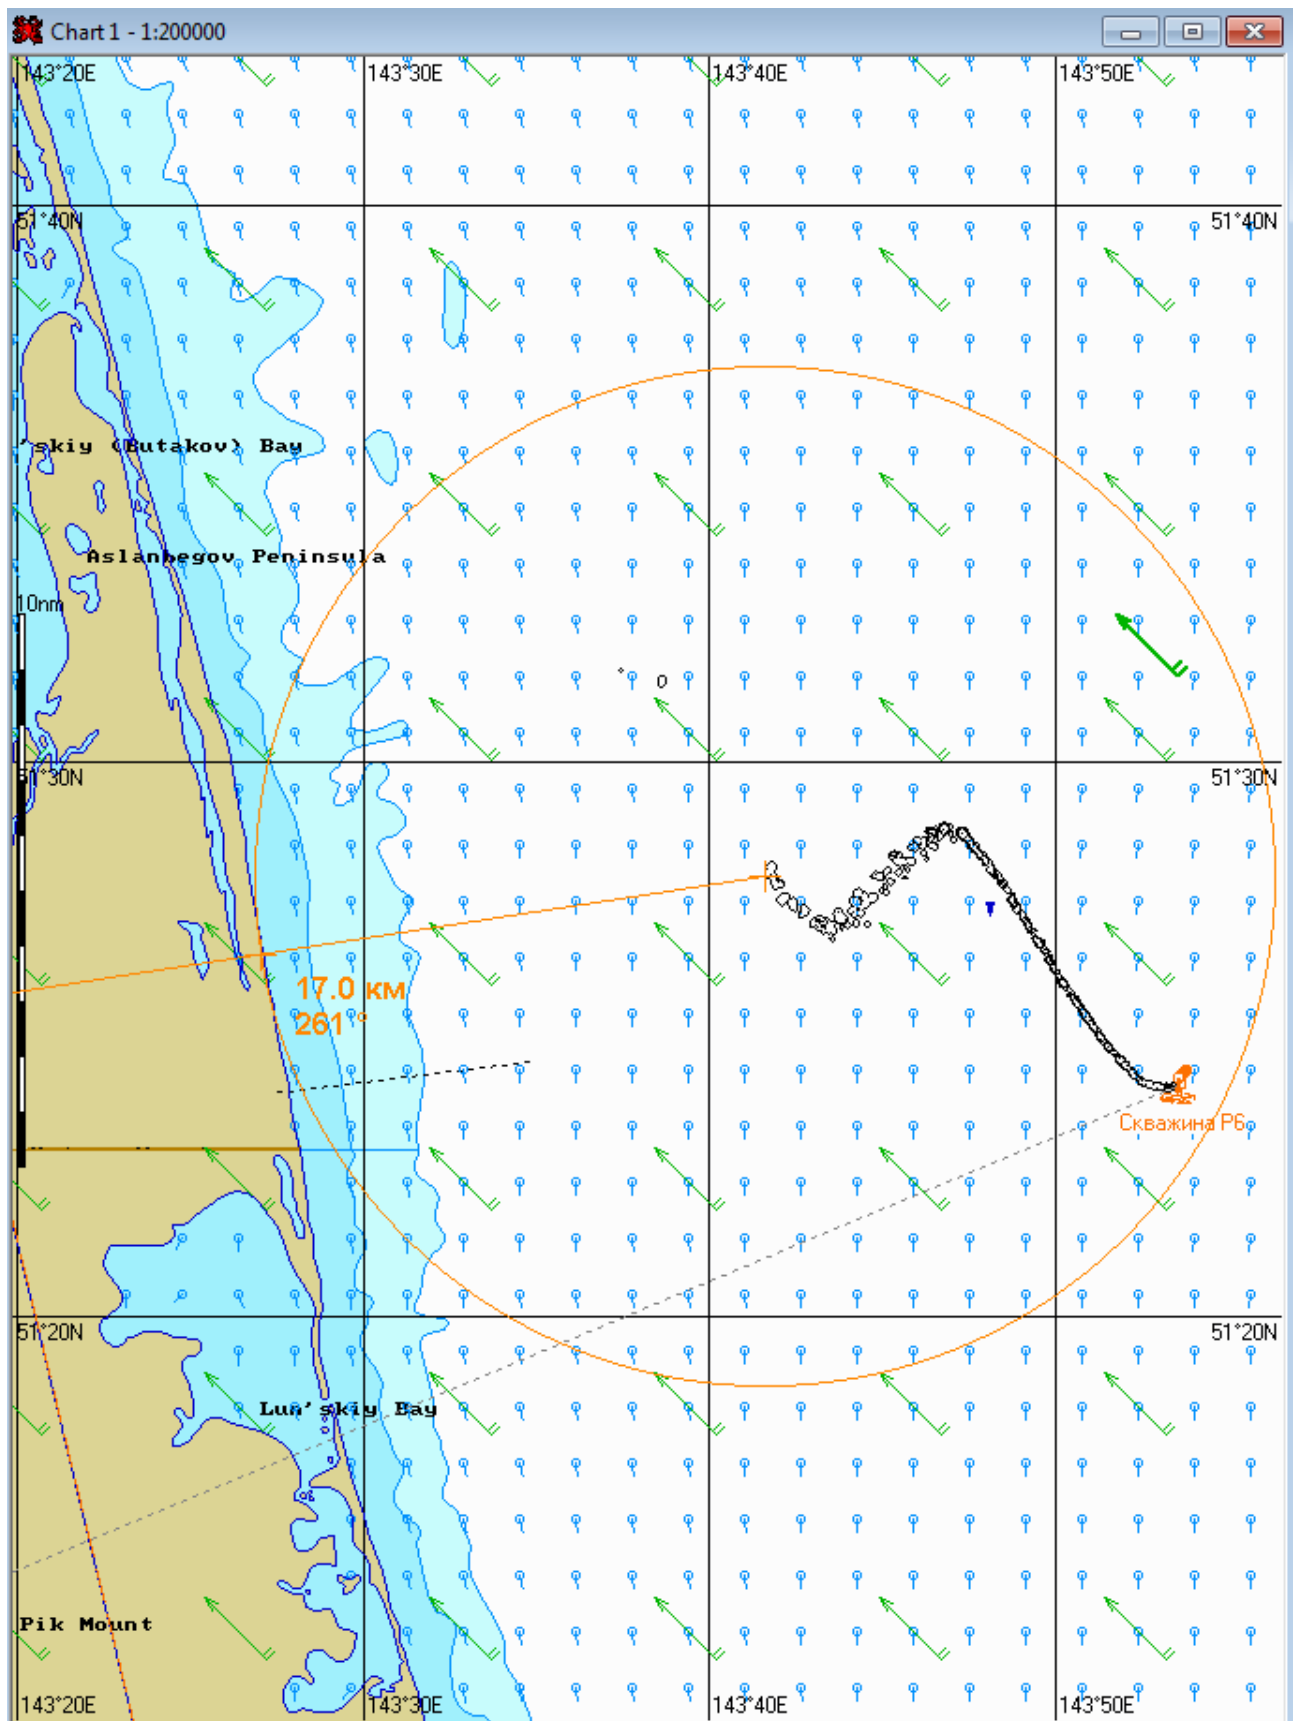 Chart 1 - 1:200000
143°20E
143°30E
143°40E
143°50E
51°40N
51°40N
'skiy (Butakov) Bay
Aslanbegov Peninsula
10nm
51°30N
51°30N
17.0 км
261°
Скважина P6
51°20N
51°20N
Lun'skiy Bay
Pik Mount
143°20E
143°30E
143°40E
143°50E